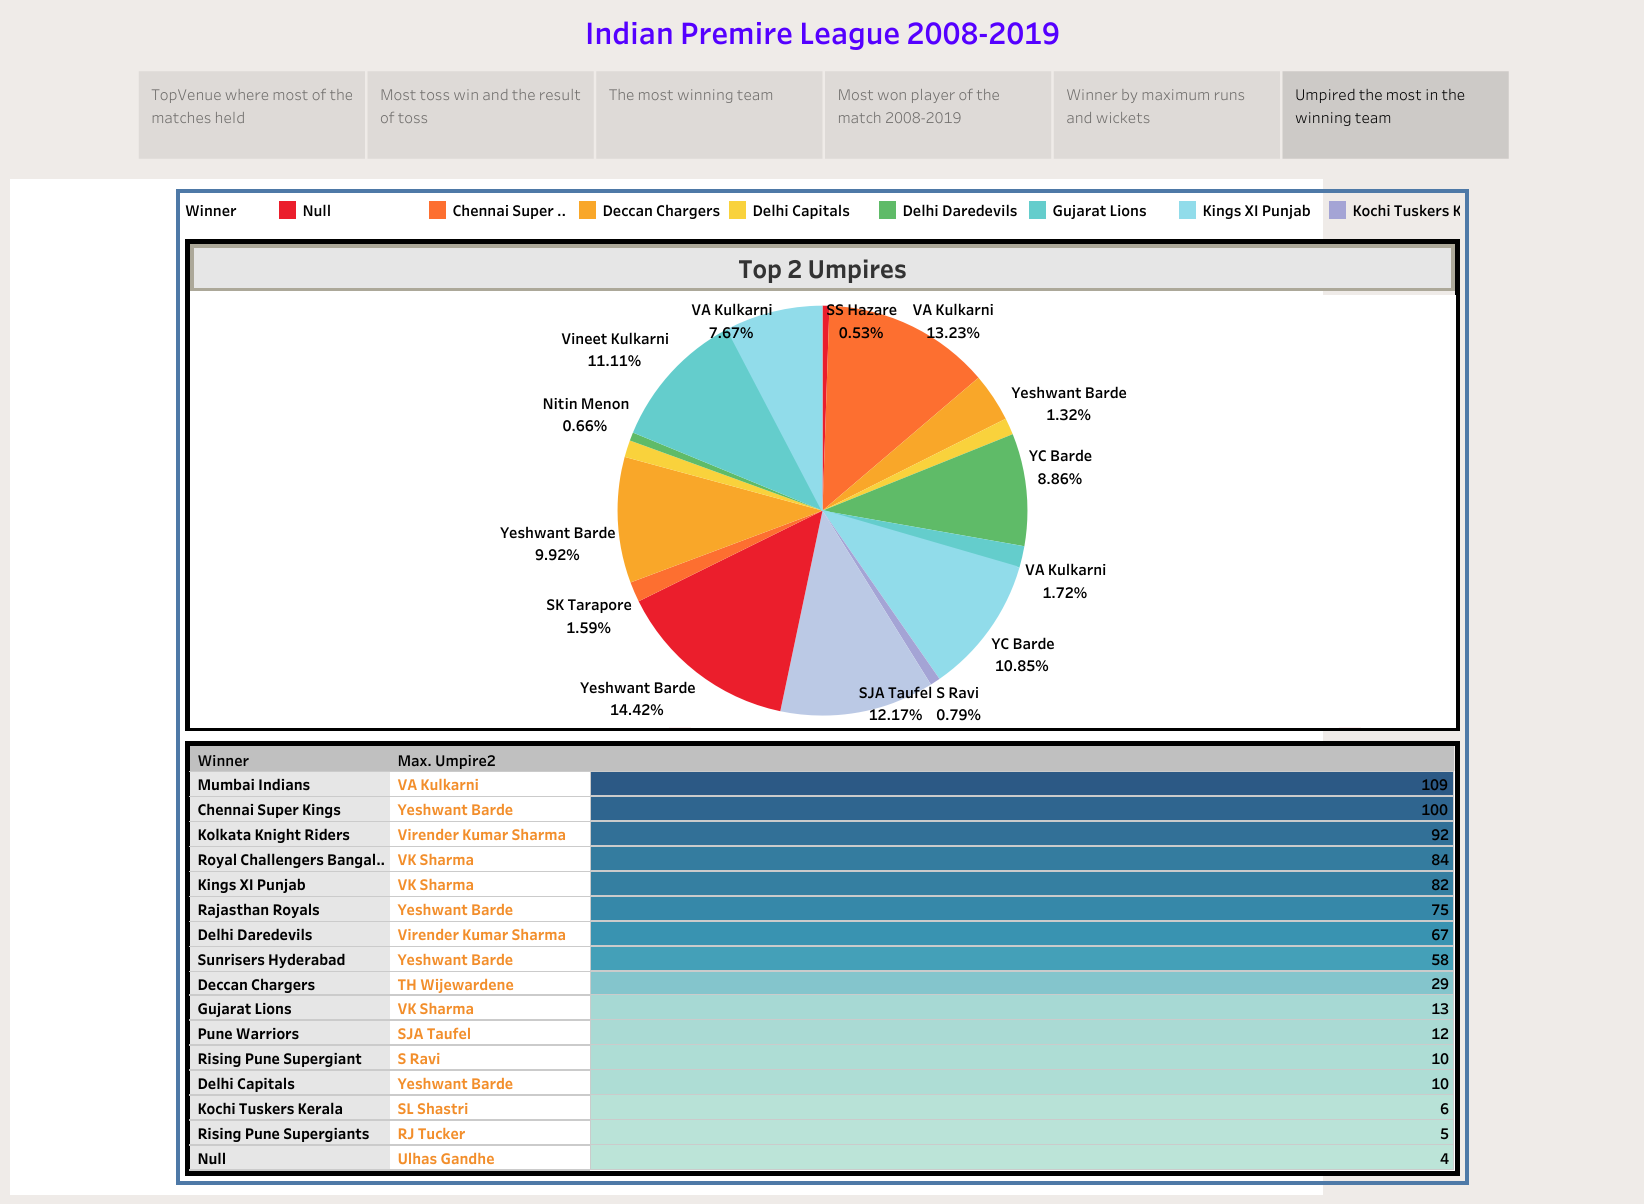 Indian Premire League 2008-2019
TopVenue where most of the
matches held
Most toss win and the result
of toss
The most winning team
Most won player of the
match 2008-2019
Winner by maximum runs
and wickets
Umpired the most in the
winning team
Winner Null Chennai Super .. Deccan Chargers Delhi Capitals Delhi Daredevils Gujarat Lions Kings XI Punjab Kochi Tuskers K
Top 2 Umpires
VA Kulkarni
7.67%
SS Hazare
0.53%
VA Kulkarni
13.23%
Vineet Kulkarni
11.11%
Yeshwant Barde
1.32%
Nitin Menon
0.66%
YC Barde
8.86%
Yeshwant Barde
9.92%
VA Kulkarni
1.72%
SK Tarapore
1.59%
YC Barde
10.85%
Yeshwant Barde
14.42%
SJA Taufel
12.17%
S Ravi
0.79%
Winner Max. Umpire2
Mumbai Indians VA Kulkarni 109
Chennai Super Kings Yeshwant Barde 100
Kolkata Knight Riders Virender Kumar Sharma 92
Royal Challengers Bangal.. VK Sharma 84
Kings XI Punjab VK Sharma 82
Rajasthan Royals Yeshwant Barde 75
Delhi Daredevils Virender Kumar Sharma 67
Sunrisers Hyderabad Yeshwant Barde 58
Deccan Chargers TH Wijewardene 29
Gujarat Lions VK Sharma 13
Pune Warriors SJA Taufel 12
Rising Pune Supergiant S Ravi 10
Delhi Capitals Yeshwant Barde 10
Kochi Tuskers Kerala SL Shastri 6
Rising Pune Supergiants RJ Tucker 5
Null Ulhas Gandhe 4